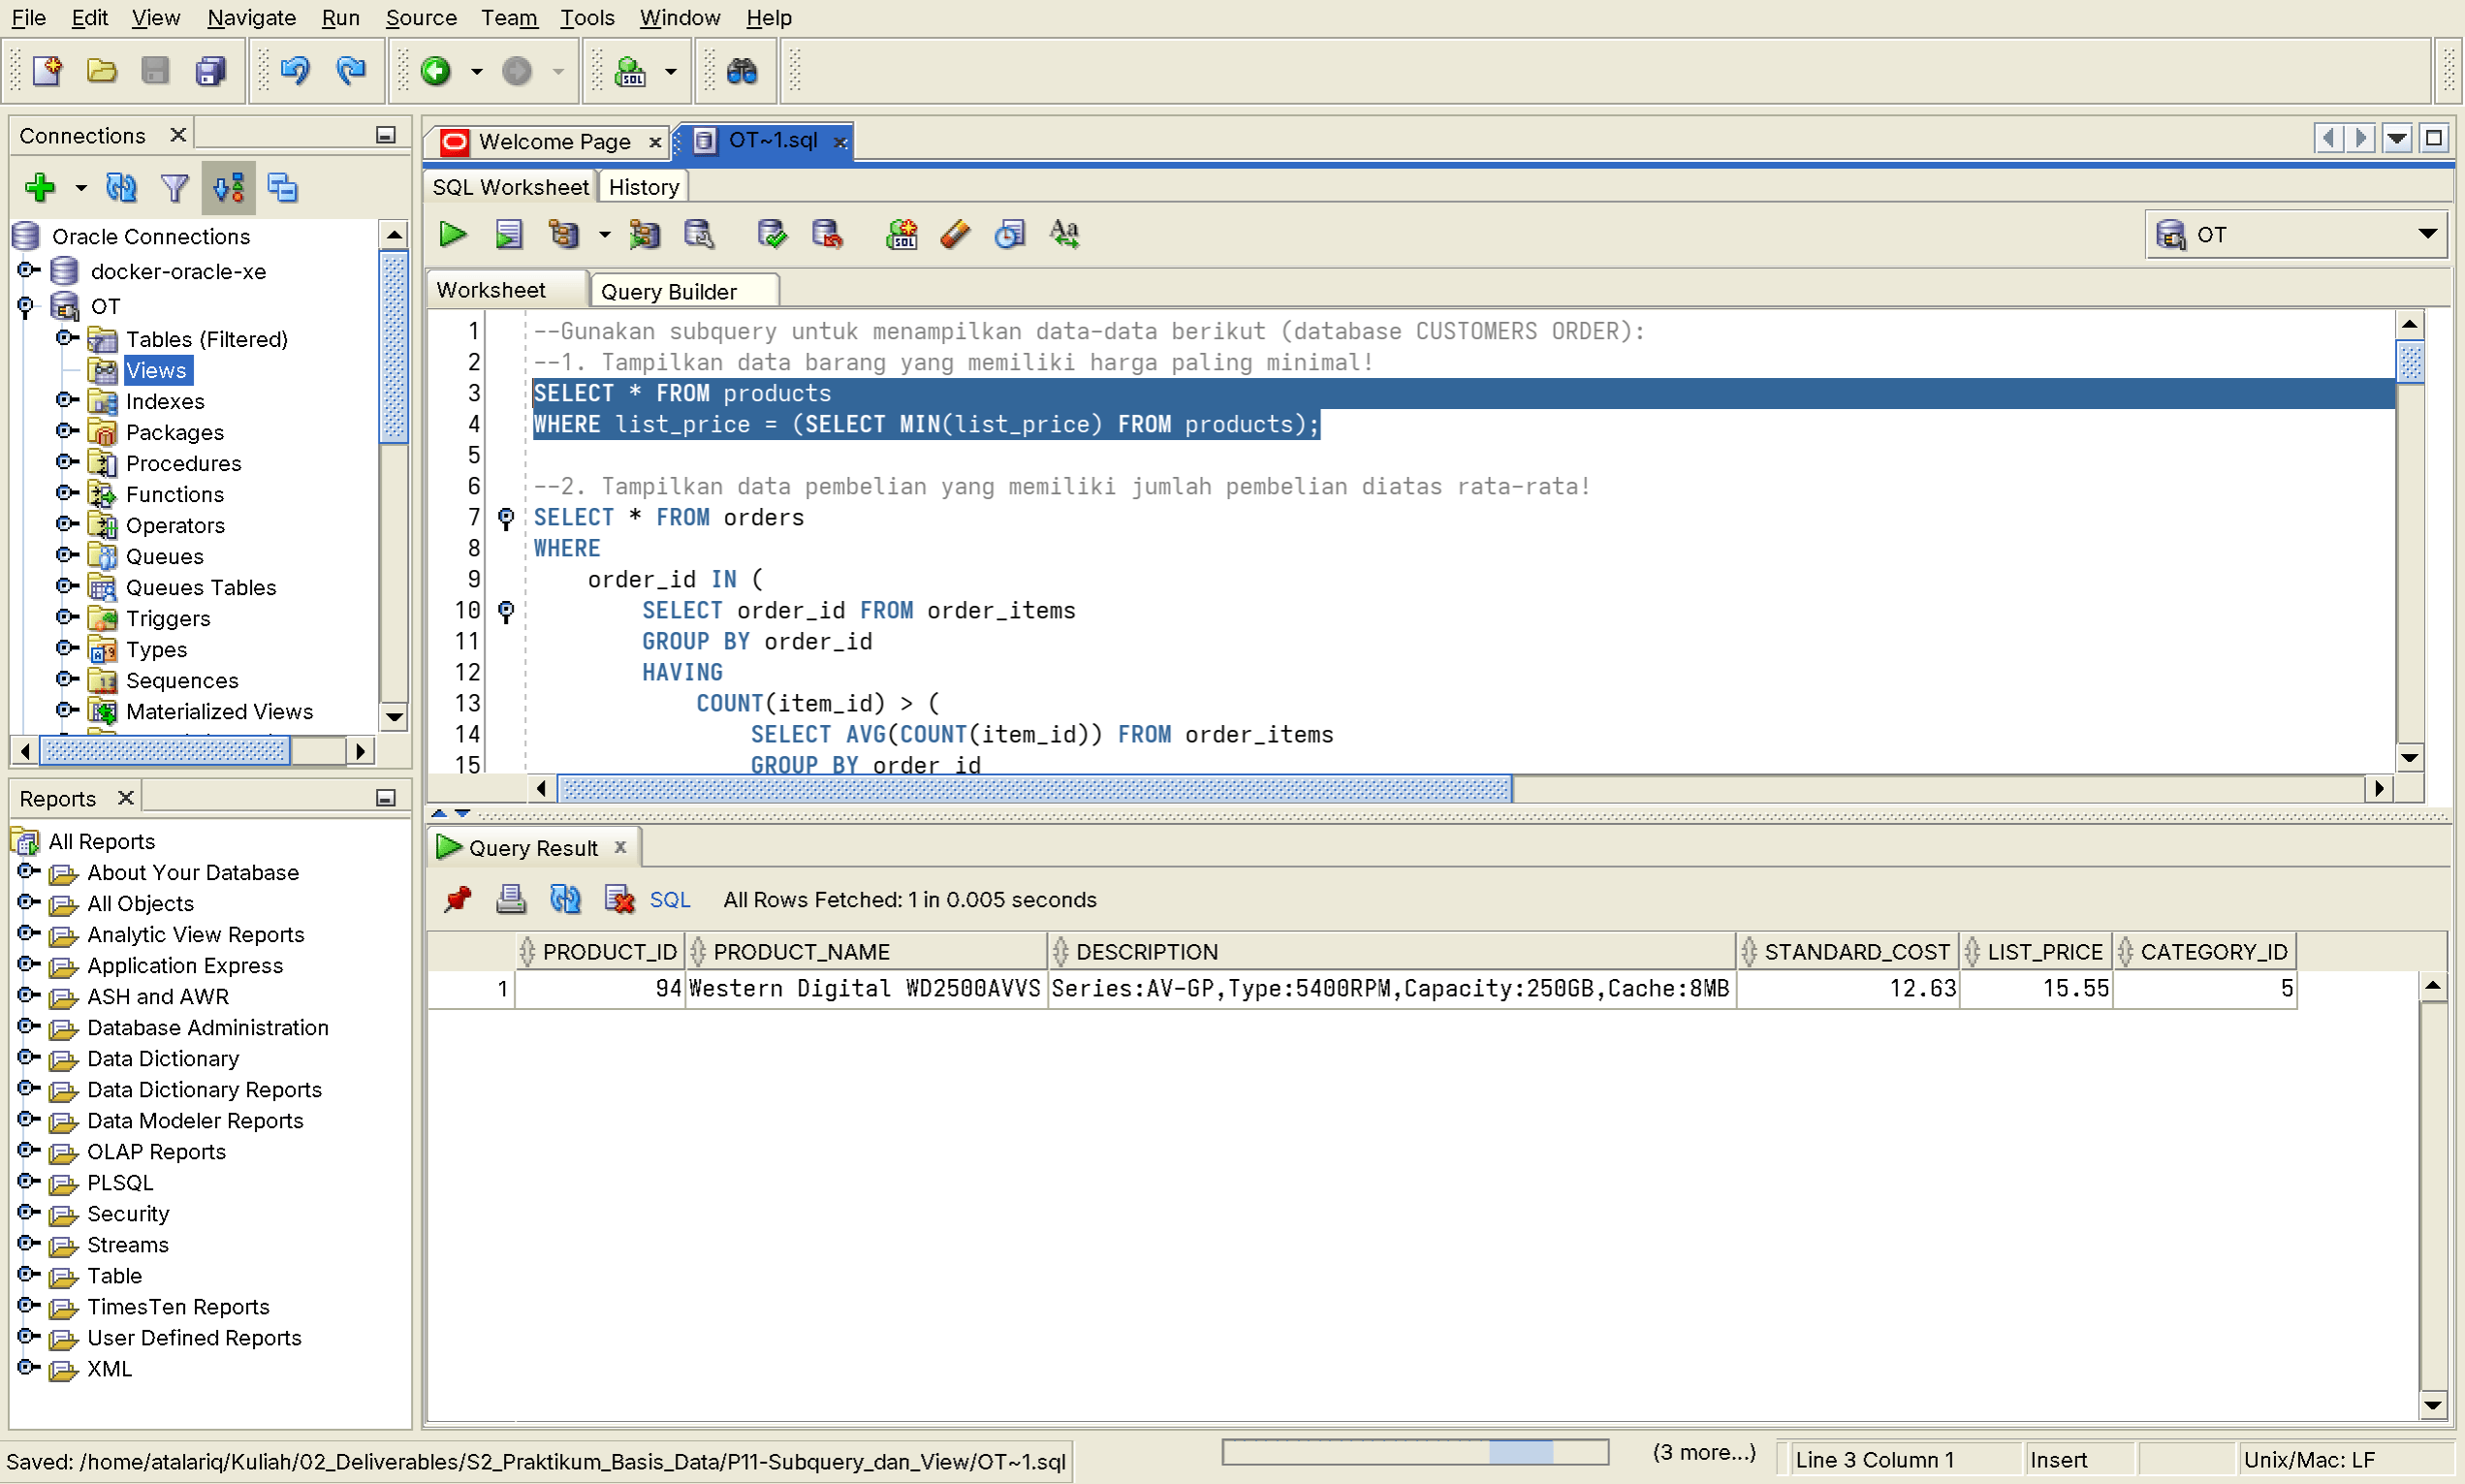 File Edit View Navigate Run Source Team Tools Window Help
SQL
Connections
Oracle Connections
docker-oracle-xe
OT
Tables (Filtered)
Views
Indexes
Packages
Procedures
Functions
Operators
Queues
Queues Tables
Triggers
Types
Sequences
Materialized Views
Reports
All Reports
About Your Database
All Objects
Analytic View Reports
Application Express
ASH and AWR
Database Administration
Data Dictionary
Data Dictionary Reports
Data Modeler Reports
OLAP Reports
PLSQL
Security
Streams
Table
TimesTen Reports
User Defined Reports
XML
Welcome Page OT~1.sql
SQL Worksheet History
SQL Aa OT
Worksheet Query Builder
1 --Gunakan subquery untuk menampilkan data-data berikut (database CUSTOMERS ORDER):
2 --1. Tampilkan data barang yang memiliki harga paling minimal!
3 SELECT * FROM products
4 WHERE list_price = (SELECT MIN(list_price) FROM products);
5
6 --2. Tampilkan data pembelian yang memiliki jumlah pembelian diatas rata-rata!
7 SELECT * FROM orders
8 WHERE
9 order_id IN (
10 SELECT order_id FROM order_items
11 GROUP BY order_id
12 HAVING
13 COUNT(item_id) > (
14 SELECT AVG(COUNT(item_id)) FROM order_items
15 GROUP BY order_id
Query Result
SQL All Rows Fetched: 1 in 0.005 seconds
PRODUCT_ID PRODUCT_NAME DESCRIPTION STANDARD_COST LIST_PRICE CATEGORY_ID
1 94 Western Digital WD2500AVVS Series:AV-GP,Type:5400RPM,Capacity:250GB,Cache:8MB 12.63 15.55 5
Saved: /home/atalariq/Kuliah/02_Deliverables/S2_Praktikum_Basis_Data/P11-Subquery_dan_View/OT~1.sql (3 more...) Line 3 Column 1 Insert Unix/Mac: LF